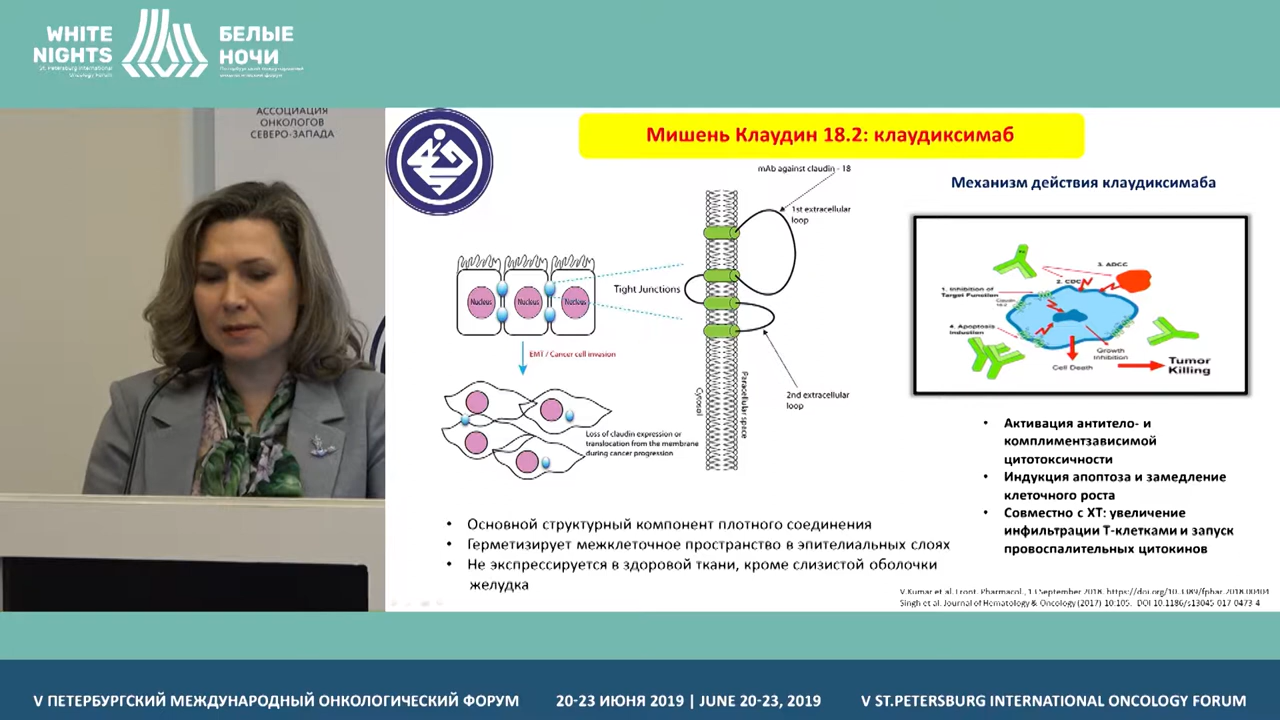 WHITE
NIGHTS
St. Petersburg International
Oncology Forum
БЕЛЫЕ
НОЧИ
Петербургский международный
онкологический форум
АССОЦИАЦИЯ
ОНКОЛОГОВ
СЕВЕРО-ЗАПАДА
Мишень Клаудин 18.2: клаудиксимаб
mAb against claudin - 18
1st extracellular
loop
Tight Junctions
Nucleus
Nucleus
Nucleus
EMT / Cancer cell invasion
Cytosol
Paracellular space
2nd extracellular
loop
Loss of claudin expression or
translocation from the membrane
during cancer progression
• Основной структурный компонент плотного соединения
• Герметизирует межклеточное пространство в эпителиальных слоях
• Не экспрессируется в здоровой ткани, кроме слизистой оболочки
желудка
Механизм действия клаудиксимаба
3. ADCC
2. CDC
1. Inhibition of
Target Function
Claudin
18.2
4. Apoptosis
Induction
Growth
Inhibition
Cell Death
Tumor
Killing
• Активация антитело- и
комплиментзависимой
цитотоксичности
• Индукция апоптоза и замедление
клеточного роста
• Совместно с ХТ: увеличение
инфильтрации Т-клетками и запуск
провоспалительных цитокинов
V.Kumar et al. Front. Pharmacol., 13 September 2018. https://doi.org/10.3389/fphar.2018.00404
Singh et al. Journal of Hematology & Oncology (2017) 10:105. DOI 10.1186/s13045-017-0473-4
V ПЕТЕРБУРГСКИЙ МЕЖДУНАРОДНЫЙ ОНКОЛОГИЧЕСКИЙ ФОРУМ
20-23 ИЮНЯ 2019 | JUNE 20-23, 2019
V ST.PETERSBURG INTERNATIONAL ONCOLOGY FORUM